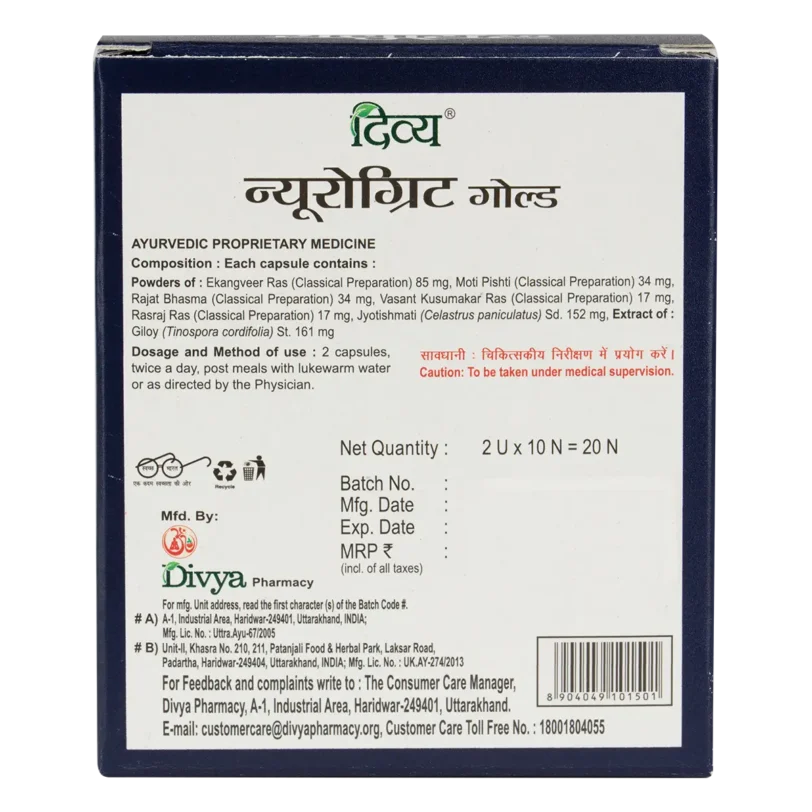 दिव्य®
न्यूरोग्रिट गोल्ड
AYURVEDIC PROPRIETARY MEDICINE
Composition : Each capsule contains :
Powders of : Ekangveer Ras (Classical Preparation) 85 mg, Moti Pishti (Classical Preparation) 34 mg,
Rajat Bhasma (Classical Preparation) 34 mg, Vasant Kusumakar Ras (Classical Preparation) 17 mg,
Rasraj Ras (Classical Preparation) 17 mg, Jyotishmati (Celastrus paniculatus) Sd. 152 mg, Extract of :
Giloy (Tinospora cordifolia) St. 161 mg
Dosage and Method of use : 2 capsules,
twice a day, post meals with lukewarm water
or as directed by the Physician.
सावधानी : चिकित्सकीय निरीक्षण में प्रयोग करें।
Caution: To be taken under medical supervision.
स्वच्छ भारत
एक कदम स्वच्छता की ओर
Recycle
Net Quantity : 2 U x 10 N = 20 N
Batch No. :
Mfg. Date :
Exp. Date :
MRP ₹ :
(incl. of all taxes)
Mfd. By:
Divya Pharmacy
For mfg. Unit address, read the first character (s) of the Batch Code #.
# A) A-1, Industrial Area, Haridwar-249401, Uttarakhand, INDIA;
Mfg. Lic. No. : Uttra.Ayu-67/2005
# B) Unit-II, Khasra No. 210, 211, Patanjali Food & Herbal Park, Laksar Road,
Padartha, Haridwar-249404, Uttarakhand, INDIA; Mfg. Lic. No. : UK.AY-274/2013
For Feedback and complaints write to : The Consumer Care Manager,
Divya Pharmacy, A-1, Industrial Area, Haridwar-249401, Uttarakhand.
E-mail: customercare@divyapharmacy.org, Customer Care Toll Free No. : 18001804055
8 904049 101501